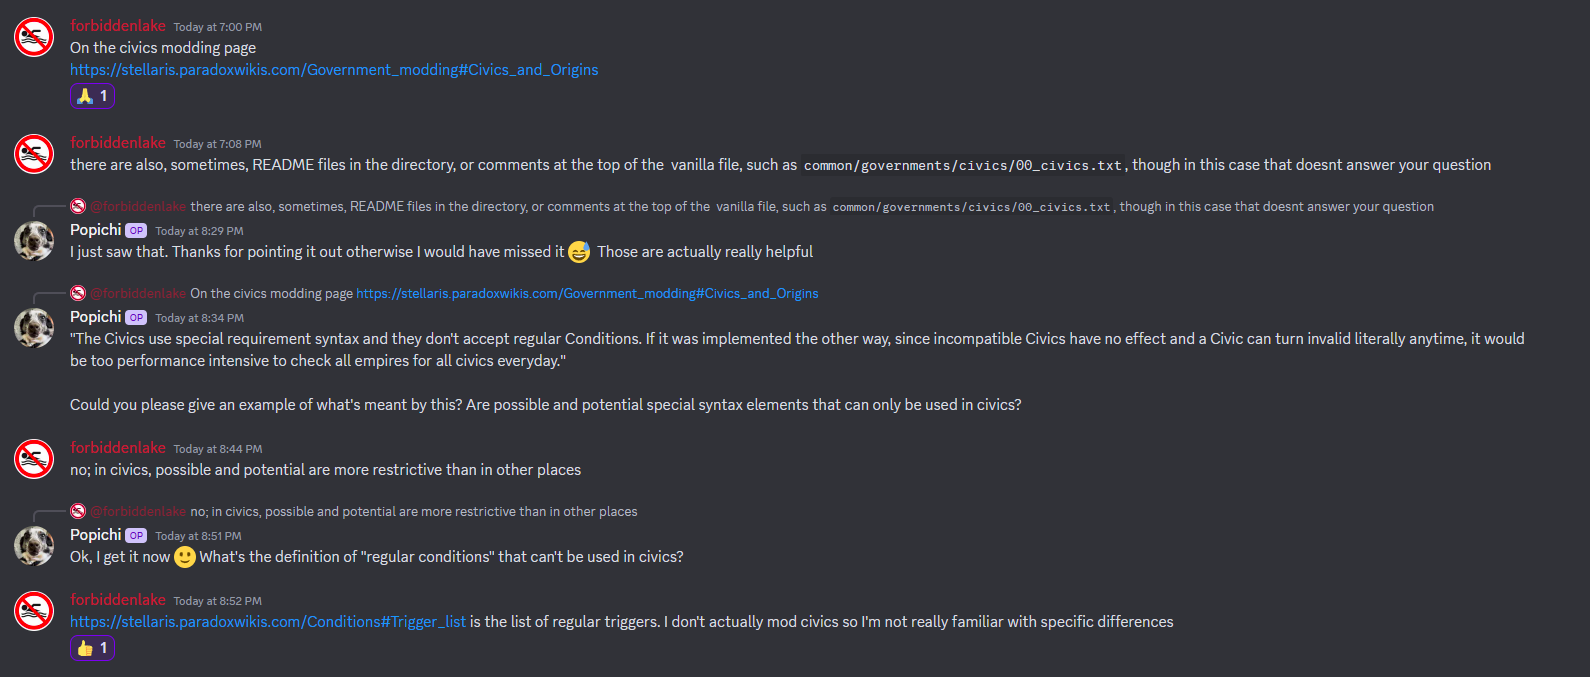 forbiddenlake Today at 7:00 PM
On the civics modding page
https://stellaris.paradoxwikis.com/Government_modding#Civics_and_Origins
🙏 1
forbiddenlake Today at 7:08 PM
there are also, sometimes, README files in the directory, or comments at the top of the vanilla file, such as common/governments/civics/00_civics.txt, though in this case that doesnt answer your question
@forbiddenlake there are also, sometimes, README files in the directory, or comments at the top of the vanilla file, such as common/governments/civics/00_civics.txt, though in this case that doesnt answer your question
Popichi OP Today at 8:29 PM
I just saw that. Thanks for pointing it out otherwise I would have missed it 😅 Those are actually really helpful
@forbiddenlake On the civics modding page https://stellaris.paradoxwikis.com/Government_modding#Civics_and_Origins
Popichi OP Today at 8:34 PM
"The Civics use special requirement syntax and they don't accept regular Conditions. If it was implemented the other way, since incompatible Civics have no effect and a Civic can turn invalid literally anytime, it would
be too performance intensive to check all empires for all civics everyday."
Could you please give an example of what's meant by this? Are possible and potential special syntax elements that can only be used in civics?
forbiddenlake Today at 8:44 PM
no; in civics, possible and potential are more restrictive than in other places
@forbiddenlake no; in civics, possible and potential are more restrictive than in other places
Popichi OP Today at 8:51 PM
Ok, I get it now 🙂 What's the definition of "regular conditions" that can't be used in civics?
forbiddenlake Today at 8:52 PM
https://stellaris.paradoxwikis.com/Conditions#Trigger_list is the list of regular triggers. I don't actually mod civics so I'm not really familiar with specific differences
👍 1